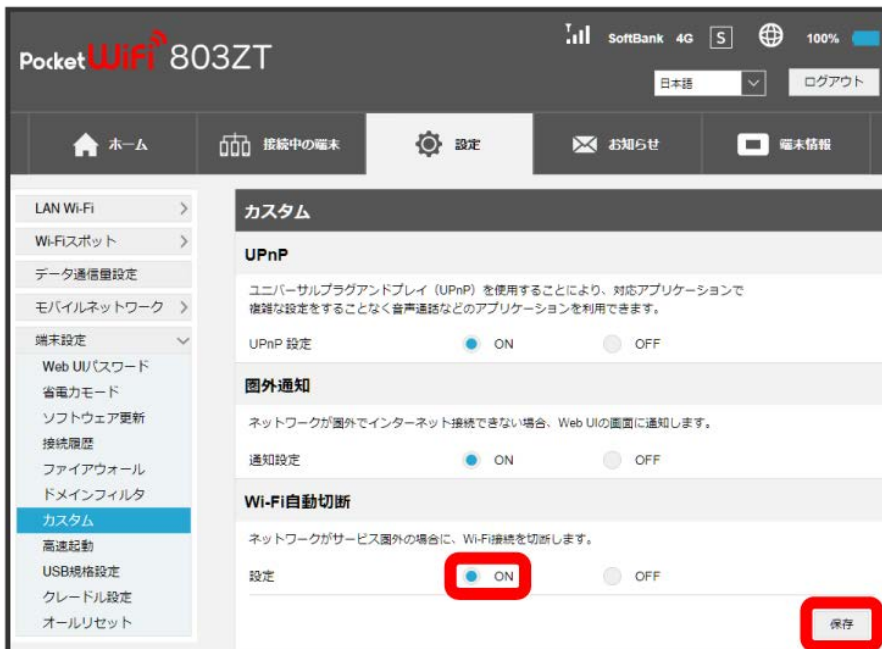 Pocket WiFi 803ZT
SoftBank 4G S 100%
日本語 ログアウト
ホーム 接続中の端末 設定 お知らせ 端末情報
LAN Wi-Fi
Wi-Fiスポット
データ通信量設定
モバイルネットワーク
端末設定
Web UIパスワード
省電力モード
ソフトウェア更新
接続履歴
ファイアウォール
ドメインフィルタ
カスタム
高速起動
USB規格設定
クレードル設定
オールリセット
カスタム
UPnP
ユニバーサルプラグアンドプレイ（UPnP）を使用することにより、対応アプリケーションで
複雑な設定をすることなく音声通話などのアプリケーションを利用できます。
UPnP 設定 ON OFF
圏外通知
ネットワークが圏外でインターネット接続できない場合、Web UIの画面に通知します。
通知設定 ON OFF
Wi-Fi自動切断
ネットワークがサービス圏外の場合に、Wi-Fi接続を切断します。
設定 ON OFF
保存